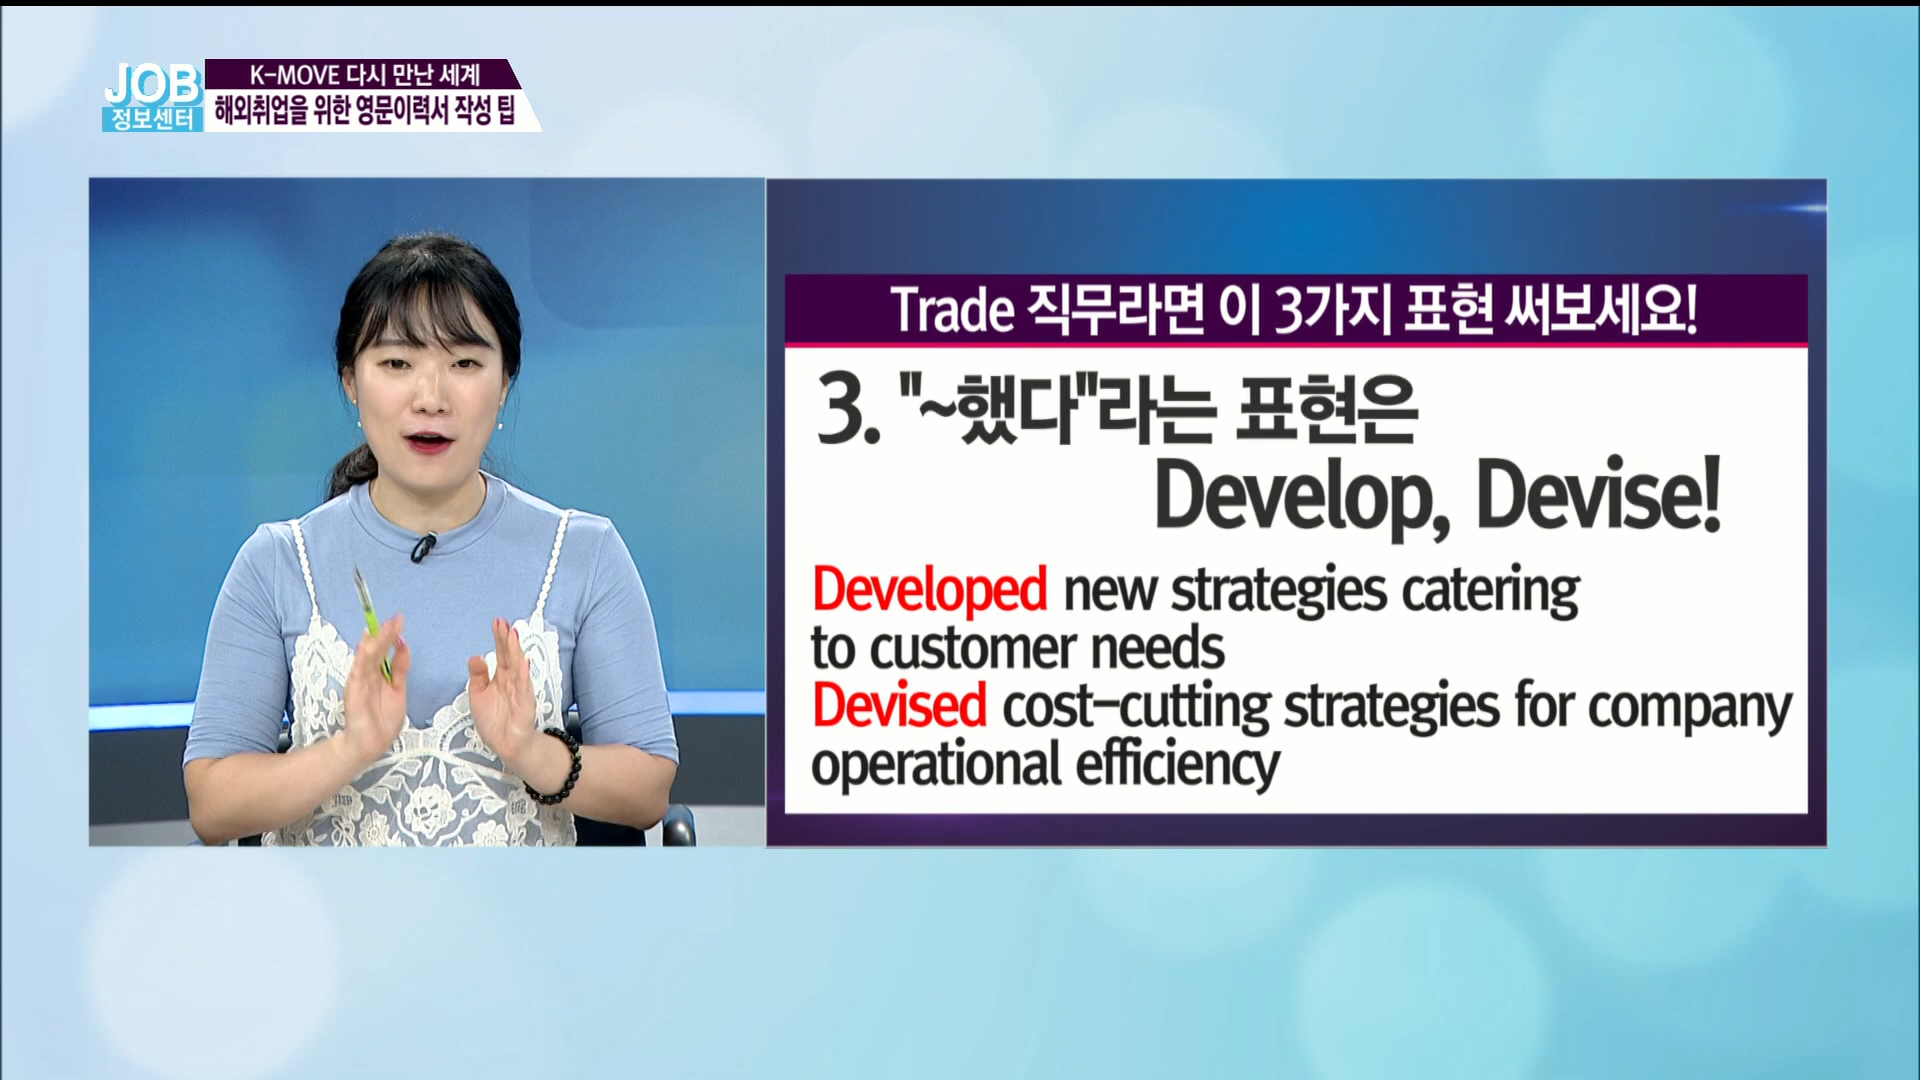 JOB
정보센터
K-MOVE 다시 만난 세계
해외취업을 위한 영문이력서 작성 팁
Trade 직무라면 이 3가지 표현 써보세요!
3. "~했다"라는 표현은
Develop, Devise!
Developed new strategies catering
to customer needs
Devised cost-cutting strategies for company
operational efficiency